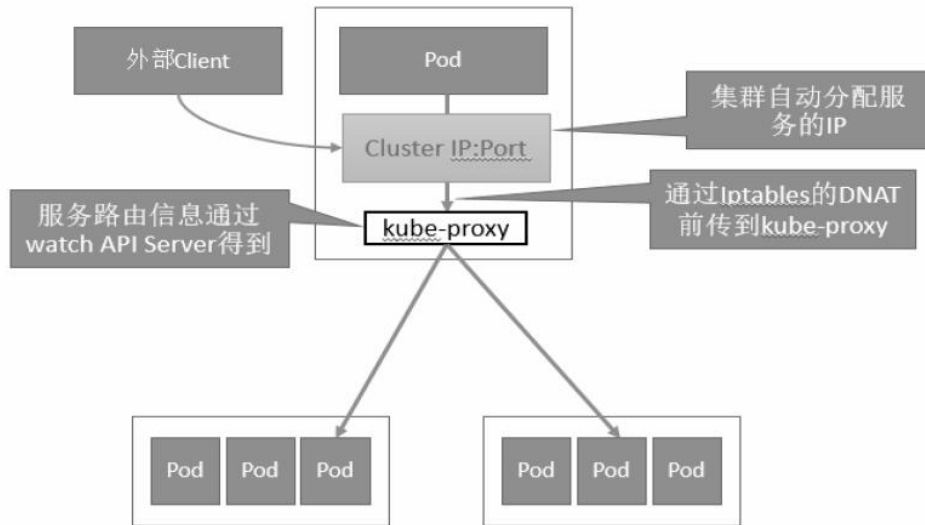 外部Client
Pod
集群自动分配服
务的IP
Cluster IP:Port
服务路由信息通过
watch API Server得到
通过Iptables的DNAT
前传到kube-proxy
kube-proxy
Pod
Pod
Pod
Pod
Pod
Pod